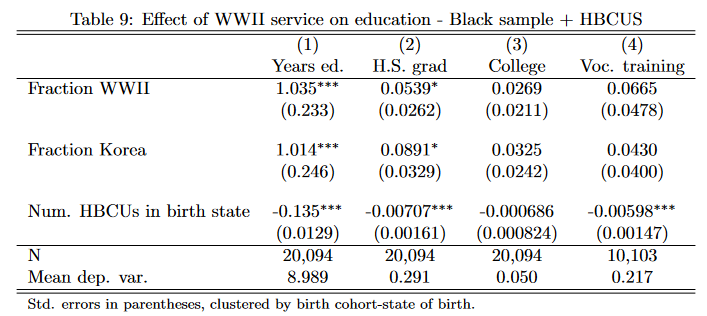 Table 9: Effect of WWII service on education - Black sample + HBCUS
(1) (2) (3) (4)
Years ed. H.S. grad College Voc. training
Fraction WWII 1.035*** 0.0539* 0.0269 0.0665
(0.233) (0.0262) (0.0211) (0.0478)
Fraction Korea 1.014*** 0.0891* 0.0325 0.0430
(0.246) (0.0329) (0.0242) (0.0400)
Num. HBCUs in birth state -0.135*** -0.00707*** -0.000686 -0.00598***
(0.0129) (0.00161) (0.000824) (0.00147)
N 20,094 20,094 20,094 10,103
Mean dep. var. 8.989 0.291 0.050 0.217
Std. errors in parentheses, clustered by birth cohort-state of birth.